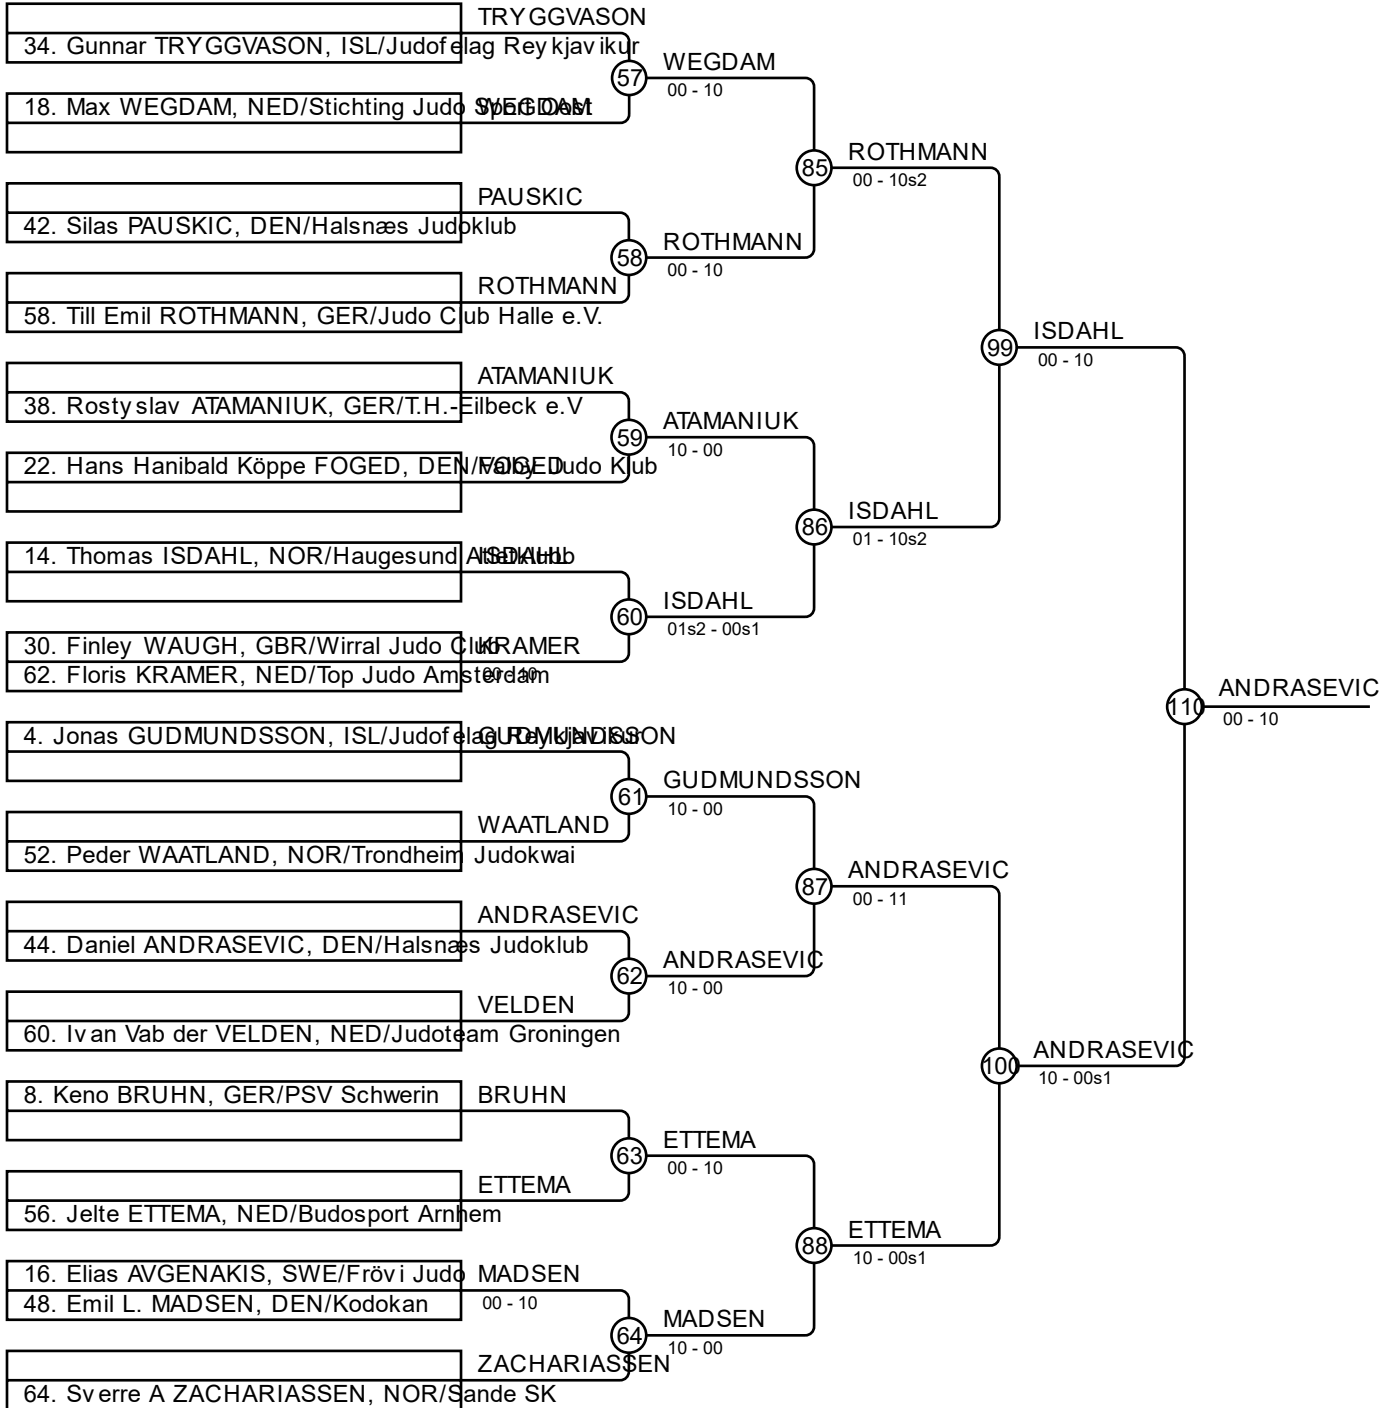 TRYGGVASON
34. Gunnar TRYGGVASON, ISL/Judofelag Reykjavikur
57
WEGDAM
00 - 10
18. Max WEGDAM, NED/Stichting Judo Sport Oost
WEGDAM
85
ROTHMANN
00 - 10s2
PAUSKIC
42. Silas PAUSKIC, DEN/Halsnæs Judoklub
58
ROTHMANN
00 - 10
ROTHMANN
58. Till Emil ROTHMANN, GER/Judo Club Halle e.V.
99
ISDAHL
00 - 10
ATAMANIUK
38. Rostyslav ATAMANIUK, GER/T.H.-Eilbeck e.V
59
ATAMANIUK
10 - 00
22. Hans Hanibald Köppe FOGED, DEN/Valby Judo Klub
FOGED
86
ISDAHL
01 - 10s2
14. Thomas ISDAHL, NOR/Haugesund Atletklubb
ISDAHL
60
ISDAHL
01s2 - 00s1
30. Finley WAUGH, GBR/Wirral Judo Club
KRAMER
62. Floris KRAMER, NED/Top Judo Amsterdam
00 - 10
110
ANDRASEVIC
00 - 10
4. Jonas GUDMUNDSSON, ISL/Judofelag Reykjavikur
GUDMUNDSSON
61
GUDMUNDSSON
10 - 00
WAATLAND
52. Peder WAATLAND, NOR/Trondheim Judokwai
87
ANDRASEVIC
00 - 11
ANDRASEVIC
44. Daniel ANDRASEVIC, DEN/Halsnæs Judoklub
62
ANDRASEVIC
10 - 00
VELDEN
60. Ivan Vab der VELDEN, NED/Judoteam Groningen
100
ANDRASEVIC
10 - 00s1
8. Keno BRUHN, GER/PSV Schwerin
BRUHN
63
ETTEMA
00 - 10
ETTEMA
56. Jelte ETTEMA, NED/Budosport Arnhem
88
ETTEMA
10 - 00s1
16. Elias AVGENAKIS, SWE/Frövi Judo
MADSEN
48. Emil L. MADSEN, DEN/Kodokan
00 - 10
64
MADSEN
10 - 00
ZACHARIASSEN
64. Sverre A ZACHARIASSEN, NOR/Sande SK